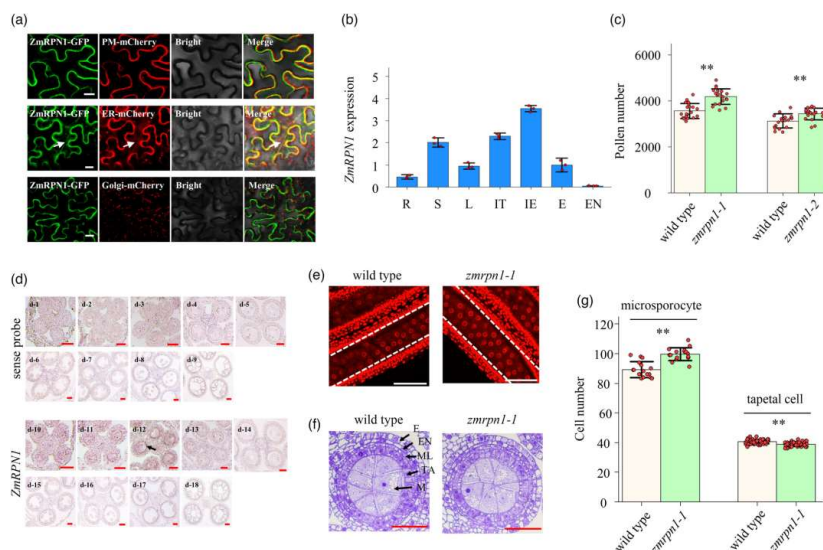 (a)
ZmRPN1-GFP PM-mCherry Bright Merge
ZmRPN1-GFP ER-mCherry Bright Merge
ZmRPN1-GFP Golgi-mCherry Bright Merge
(b)
ZmRPN1 expression
5
4
3
2
1
0
R S L IT IE E EN
(c)
Pollen number
6000
4000
2000
0
** **
wild type zmrpn1-1 wild type zmrpn1-2
(d)
sense probe
d-1 d-2 d-3 d-4 d-5
d-6 d-7 d-8 d-9
ZmRPN1
d-10 d-11 d-12 d-13 d-14
d-15 d-16 d-17 d-18
(e)
wild type zmrpn1-1
(f)
wild type zmrpn1-1
E
EN
ML
TA
M
(g)
microsporocyte
**
tapetal cell
**
Cell number
120
100
80
60
40
20
0
wild type zmrpn1-1 wild type zmrpn1-1